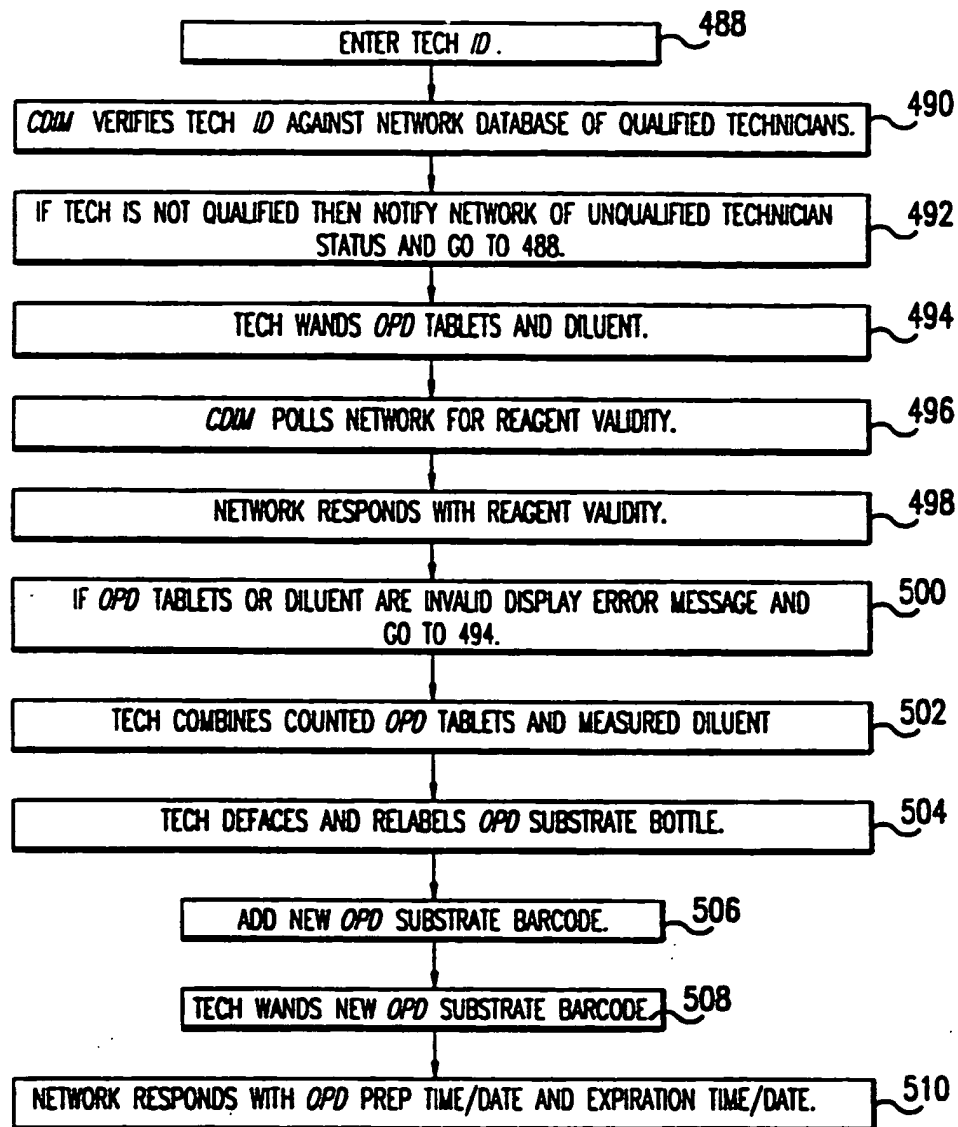 ENTER TECH ID. 488
CDIM VERIFIES TECH ID AGAINST NETWORK DATABASE OF QUALIFIED TECHNICIANS. 490
IF TECH IS NOT QUALIFIED THEN NOTIFY NETWORK OF UNQUALIFIED TECHNICIAN 492
STATUS AND GO TO 488.
TECH WANDS OPD TABLETS AND DILUENT. 494
CDIM POLLS NETWORK FOR REAGENT VALIDITY. 496
NETWORK RESPONDS WITH REAGENT VALIDITY. 498
IF OPD TABLETS OR DILUENT ARE INVALID DISPLAY ERROR MESSAGE AND 500
GO TO 494.
TECH COMBINES COUNTED OPD TABLETS AND MEASURED DILUENT 502
TECH DEFACES AND RELABELS OPD SUBSTRATE BOTTLE. 504
ADD NEW OPD SUBSTRATE BARCODE. 506
TECH WANDS NEW OPD SUBSTRATE BARCODE. 508
NETWORK RESPONDS WITH OPD PREP TIME/DATE AND EXPIRATION TIME/DATE. 510